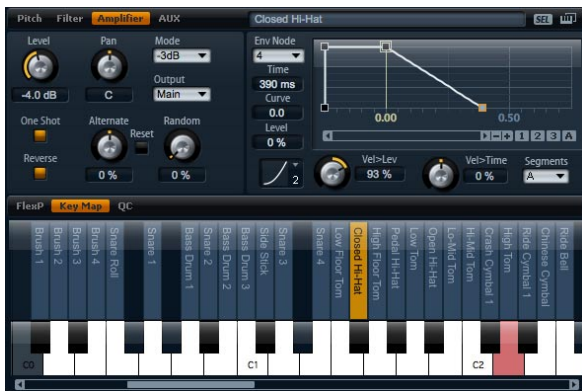 Pitch Filter Amplifier AUX
Closed Hi-Hat
SEL
Level Pan Mode
-3dB
Output
Main
-4.0 dB C
One Shot Alternate Reset Random
Reverse
0 % 0 %
Env Node
4
Time
390 ms
Curve
0.0
Level
0 %
0.00 0.50
1 2 3 A
2
Vel>Lev
93 %
Vel>Time
0 %
Segments
A
FlexP Key Map QC
Brush 1
Brush 2
Brush 3
Brush 4
Snare Roll
Snare 1
Bass Drum 1
Snare 2
Bass Drum 2
Bass Drum 3
Side Stick
Snare 3
Snare 4
Low Floor Tom
Closed Hi-Hat
High Floor Tom
Pedal Hi-Hat
Low Tom
Open Hi-Hat
Lo-Mid Tom
Hi-Mid Tom
Crash Cymbal 1
High Tom
Ride Cymbal 1
Chinese Cymbal
Ride Bell
C0 C1 C2